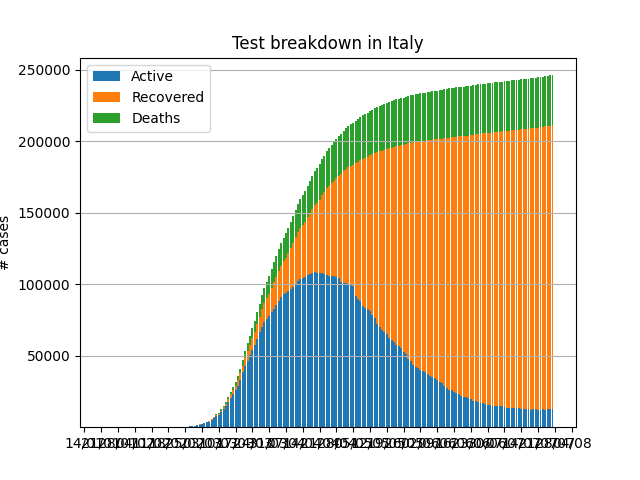 Test breakdown in Italy
Active
Recovered
Deaths
250000
200000
150000
100000
50000
# cases